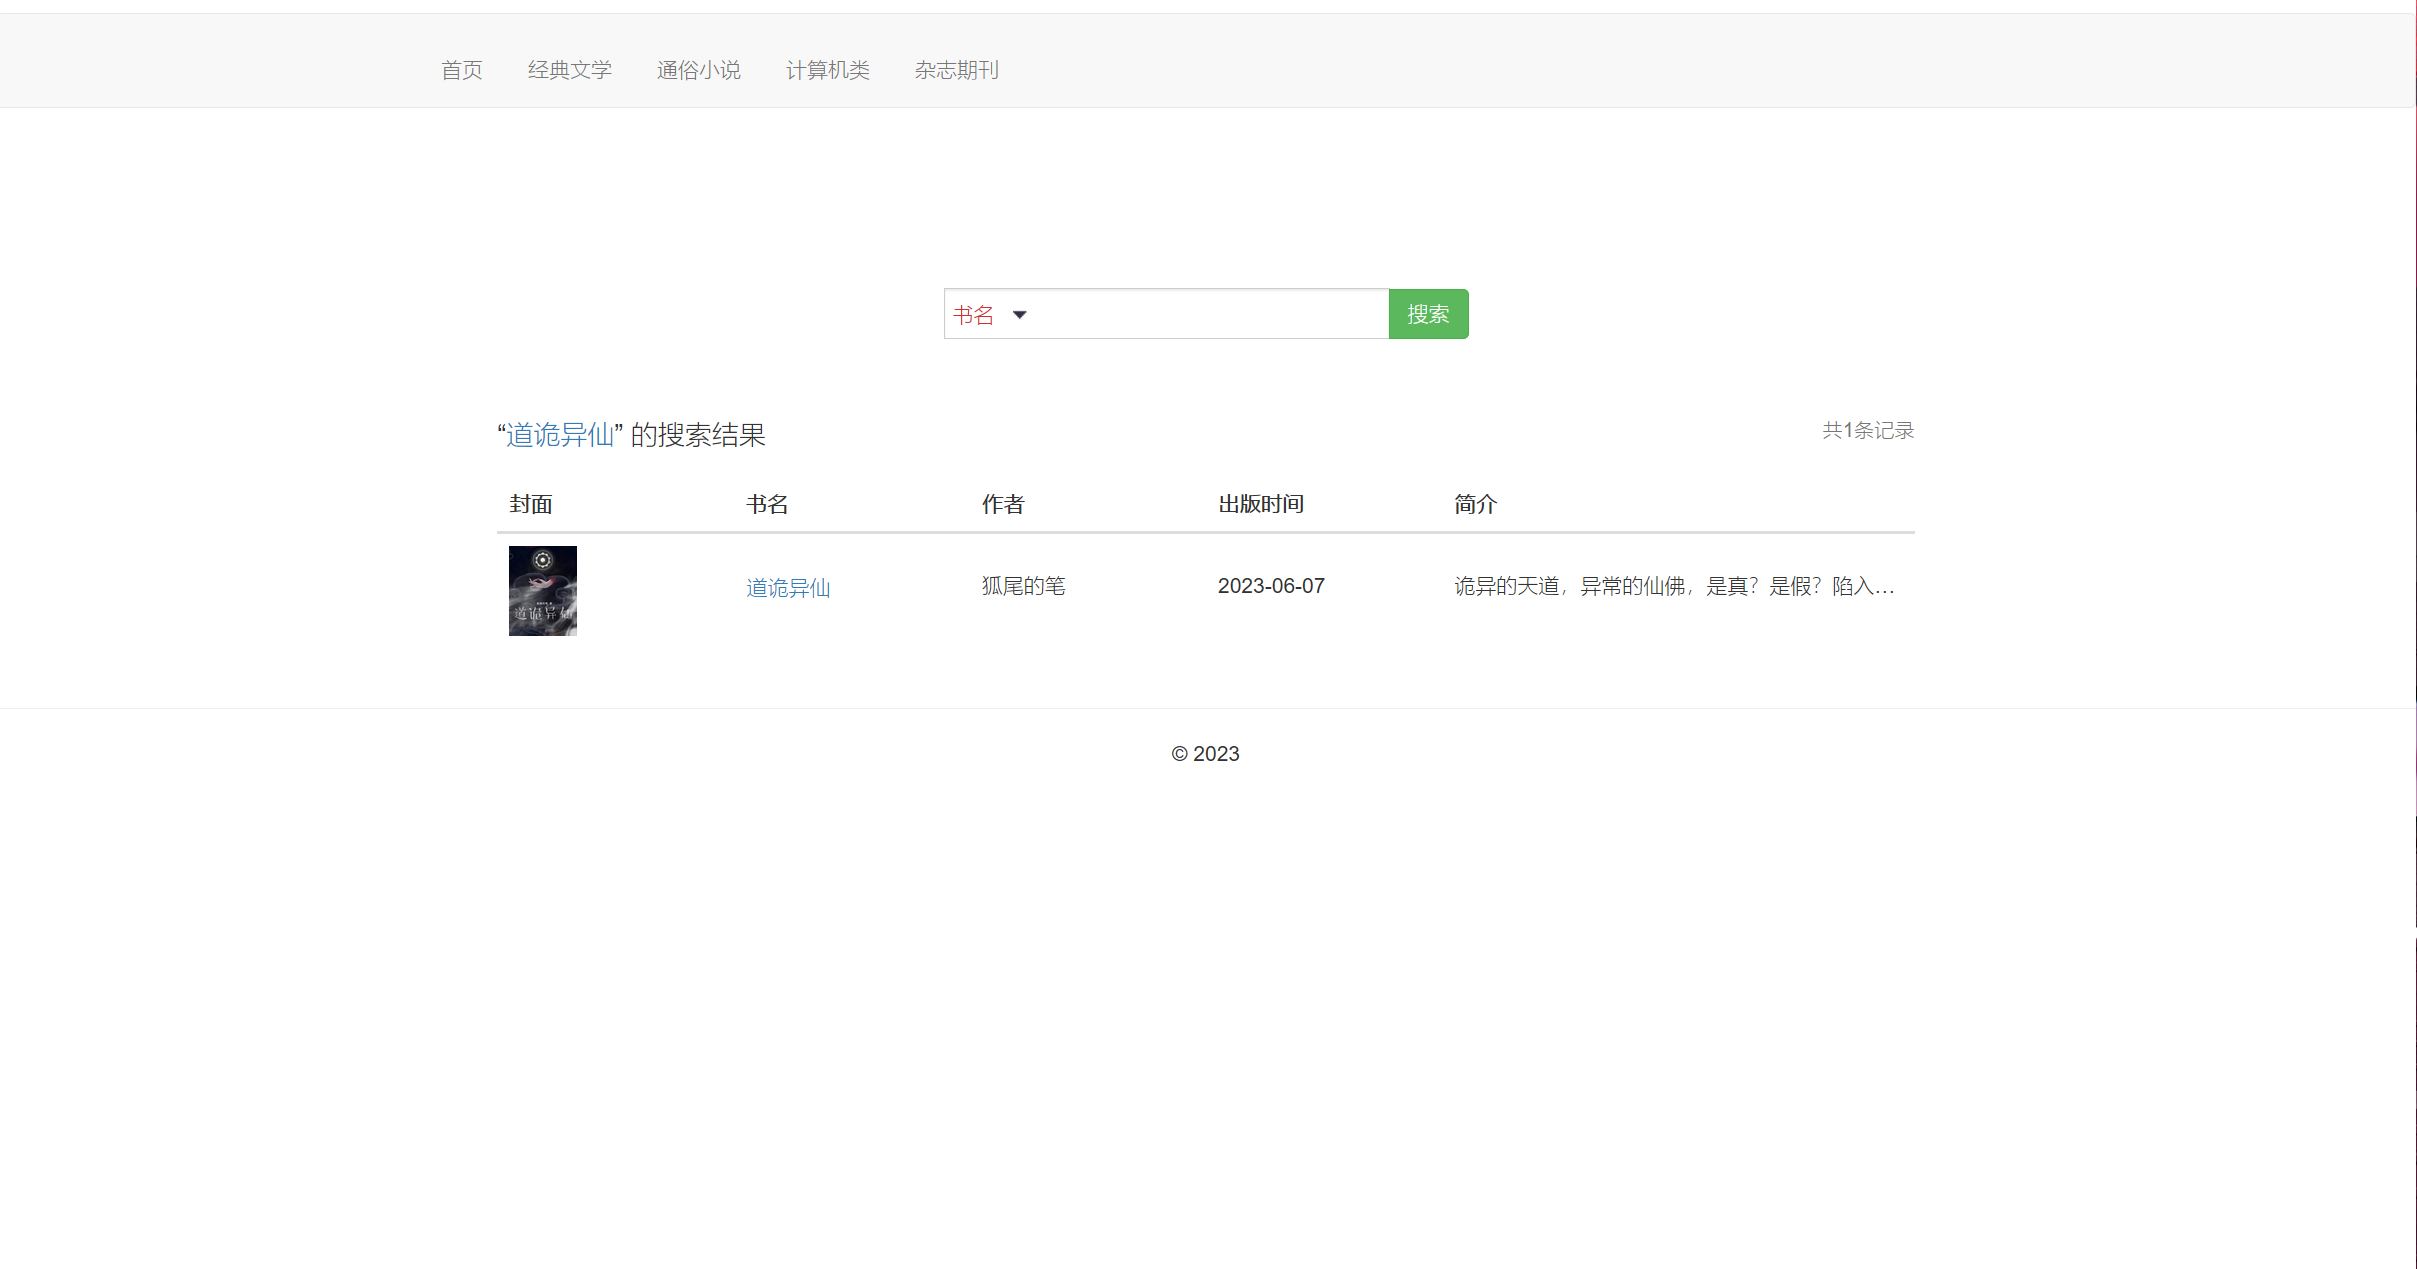 首页 经典文学 通俗小说 计算机类 杂志期刊
书名 搜索
“道诡异仙” 的搜索结果 共1条记录
封面 书名 作者 出版时间 简介
道诡异仙
道诡异仙 狐尾的笔 2023-06-07 诡异的天道，异常的仙佛，是真？是假？陷入…
© 2023